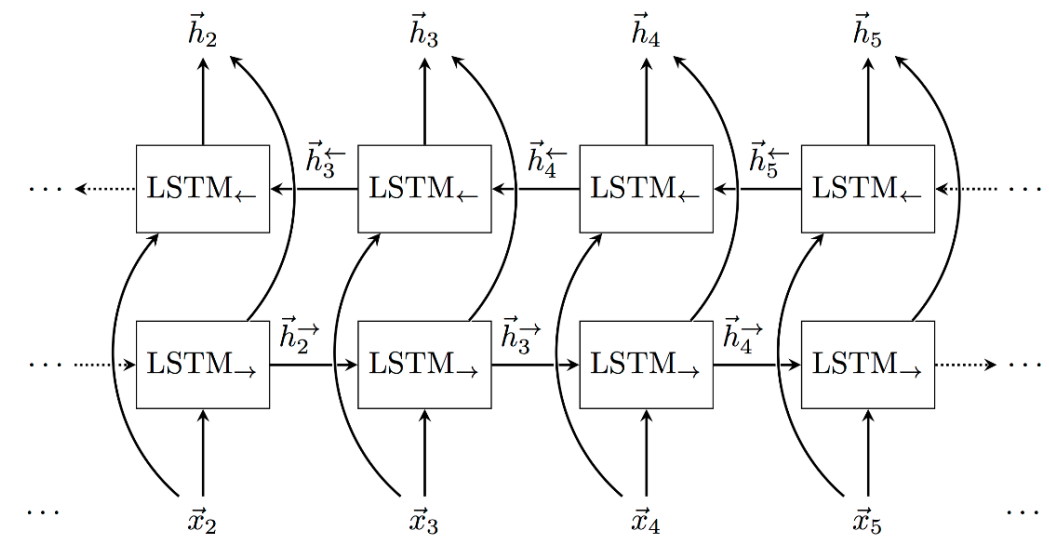 h⃗₂ h⃗₃ h⃗₄ h⃗₅
h⃗₃← h⃗₄← h⃗₅←
··· LSTM← LSTM← LSTM← LSTM← ···
h⃗₂→ h⃗₃→ h⃗₄→
··· LSTM→ LSTM→ LSTM→ LSTM→ ···
··· x⃗₂ x⃗₃ x⃗₄ x⃗₅ ···